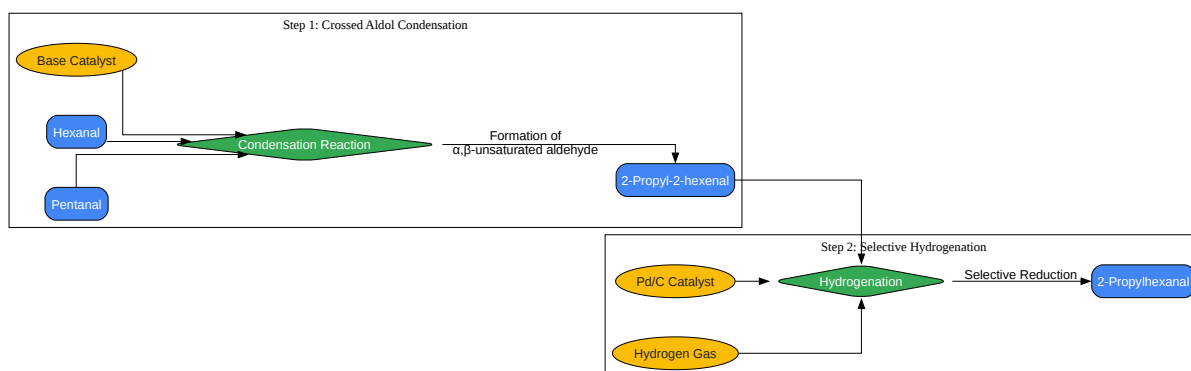 Step 1: Crossed Aldol Condensation
Base Catalyst
Hexanal
Condensation Reaction
Pentanal
Formation of
α,β-unsaturated aldehyde
2-Propyl-2-hexenal
Step 2: Selective Hydrogenation
Pd/C Catalyst
Hydrogenation
Selective Reduction
2-Propylhexanal
Hydrogen Gas